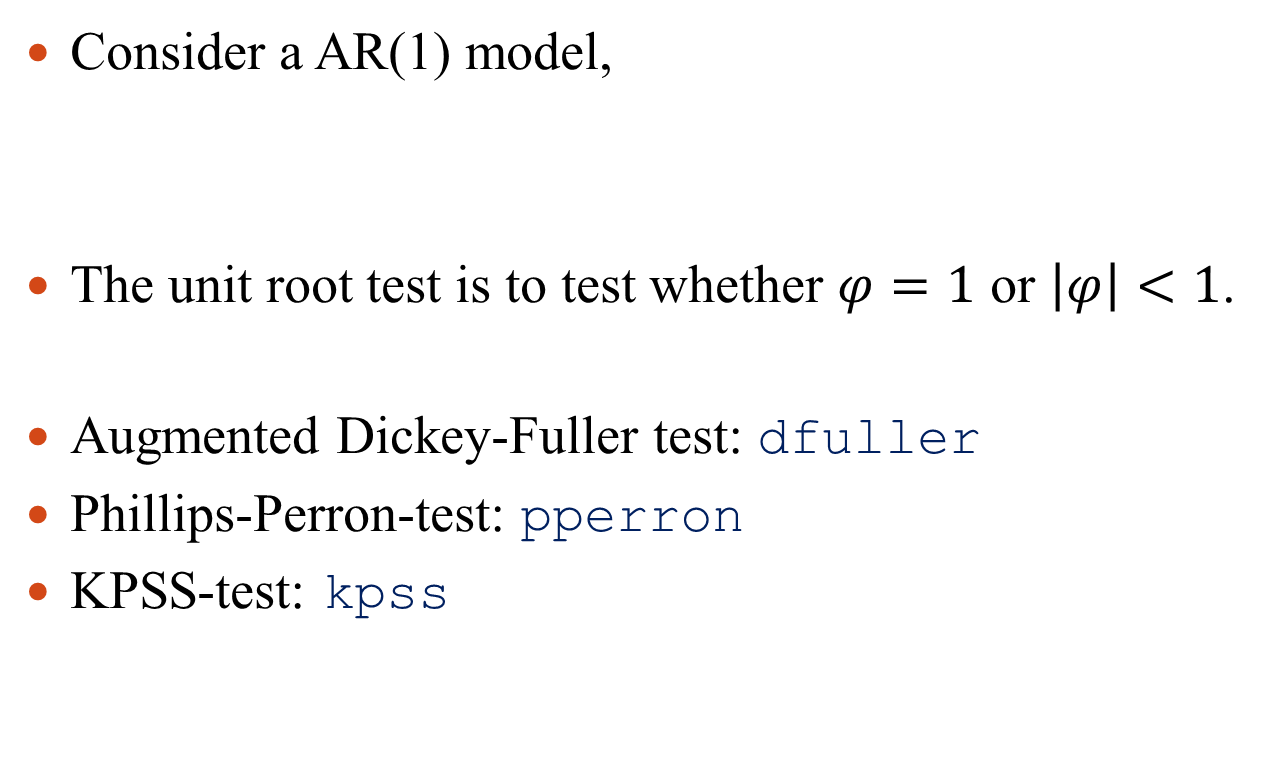 • Consider a AR(1) model,
• The unit root test is to test whether φ = 1 or |φ| < 1.
• Augmented Dickey-Fuller test: dfuller
• Phillips-Perron-test: pperron
• KPSS-test: kpss